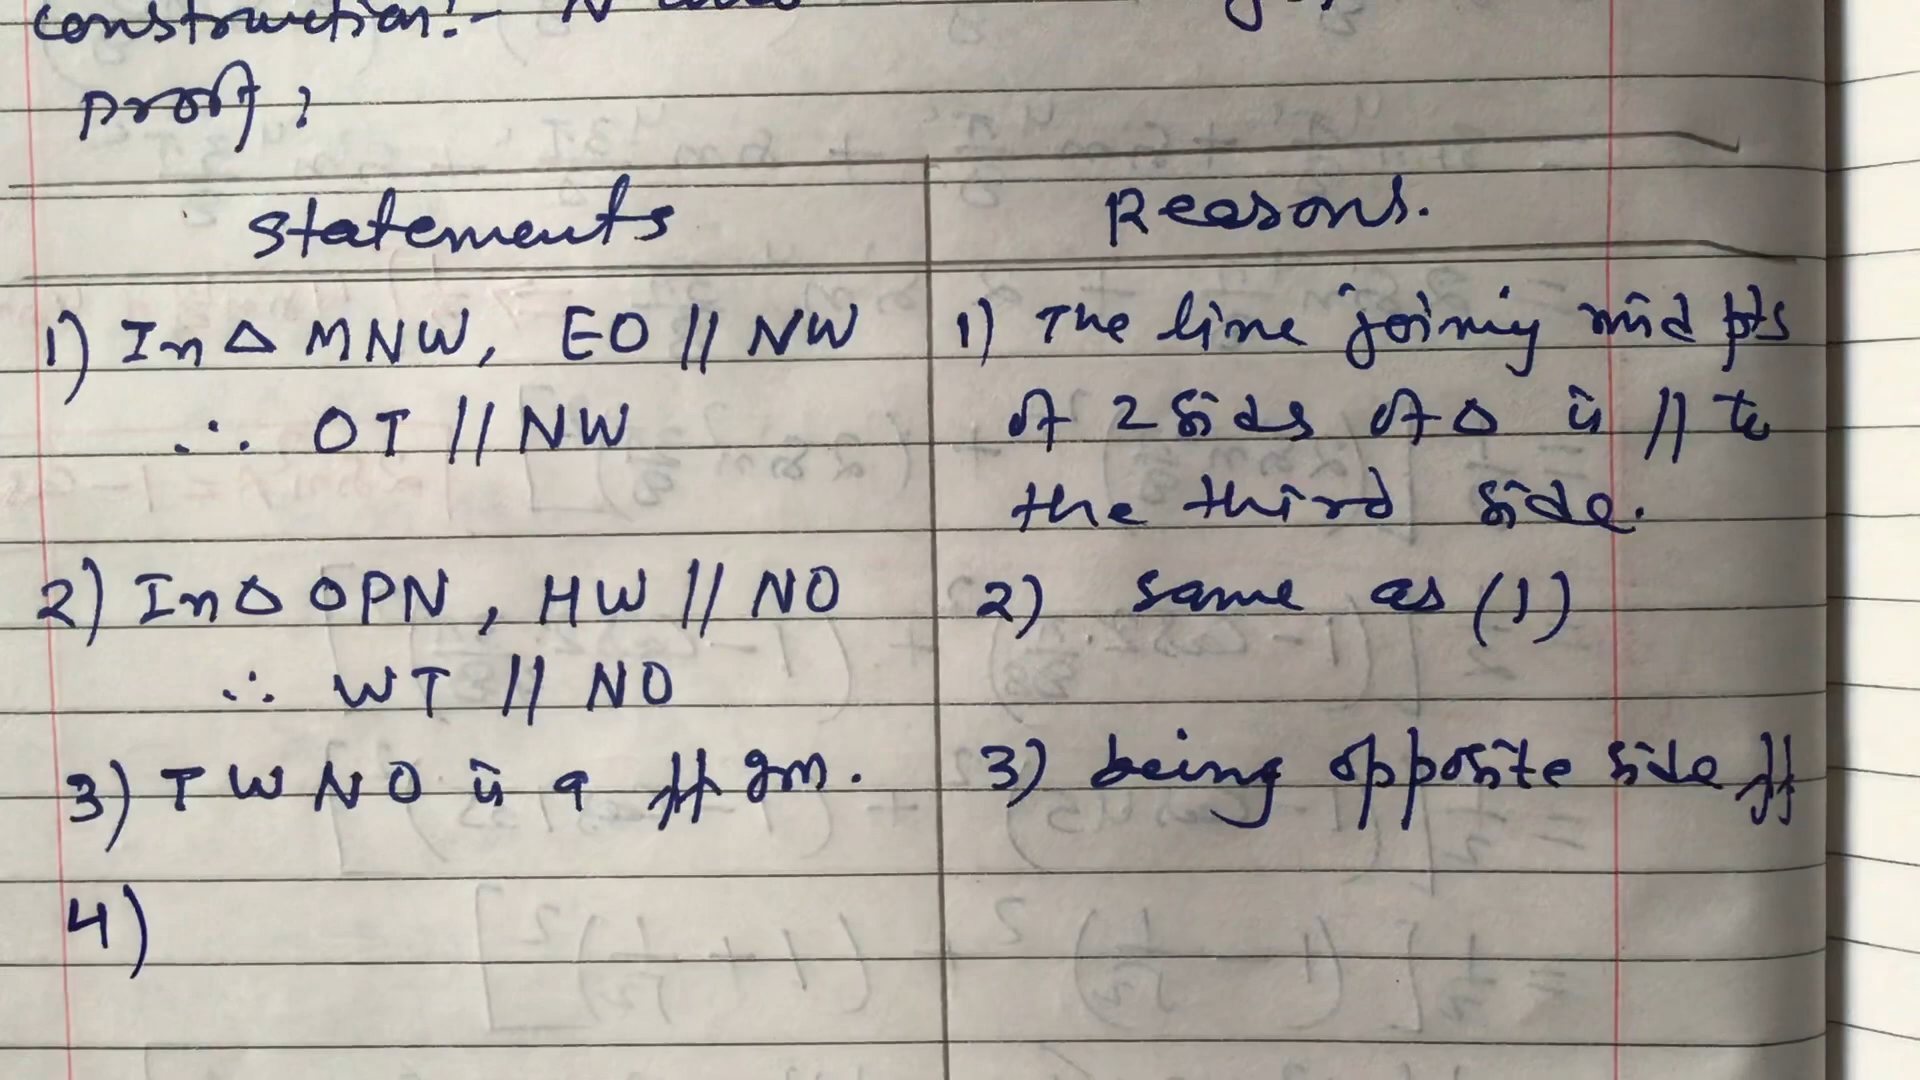 construction:- N
proof:
Statements Reasons.
1) In △ MNW, EO // NW 1) The line joining mid pts
∴ OT // NW of 2 sides of △ is // to
the third side.
2) In △ OPN, HW // NO 2) same as (1)
∴ WT // NO
3) TWNO is a //gm. 3) being opposite side //
4)